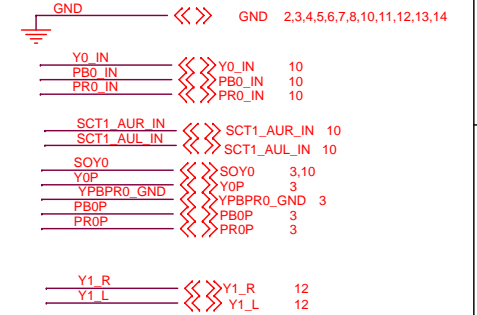 GND GND 2,3,4,5,6,7,8,10,11,12,13,14
Y0_IN Y0_IN 10
PB0_IN PB0_IN 10
PR0_IN PR0_IN 10
SCT1_AUR_IN SCT1_AUR_IN 10
SCT1_AUL_IN SCT1_AUL_IN 10
SOY0 SOY0 3,10
Y0P Y0P 3
YPBPR0_GND YPBPR0_GND 3
PB0P PB0P 3
PR0P PR0P 3
Y1_R Y1_R 12
Y1_L Y1_L 12